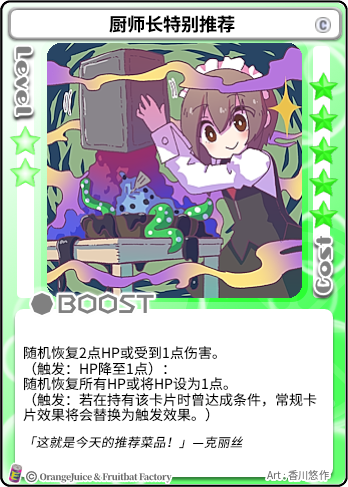 厨师长特别推荐
C
Level
Cost
BOOST
随机恢复2点HP或受到1点伤害。
（触发：HP降至1点）：
随机恢复所有HP或将HP设为1点。
（触发：若在持有该卡片时曾达成条件，常规卡
片效果将会替换为触发效果。）
「这就是今天的推荐菜品！」—克丽丝
© OrangeJuice & Fruitbat Factory
Art:香川悠作